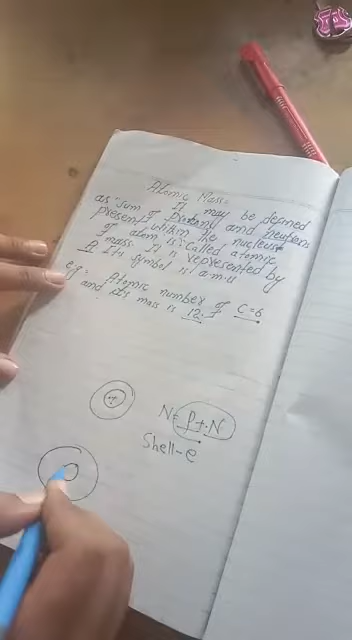 Atomic Mass:
It may be defined
as sum of Protons and neutrons
present within the nucleus
of atom is called atomic
mass. It is represented by
A. Its symbol is a.m.u
eg: Atomic number of C=6
and its mass is 12.
+
N= P+N
Shell-e